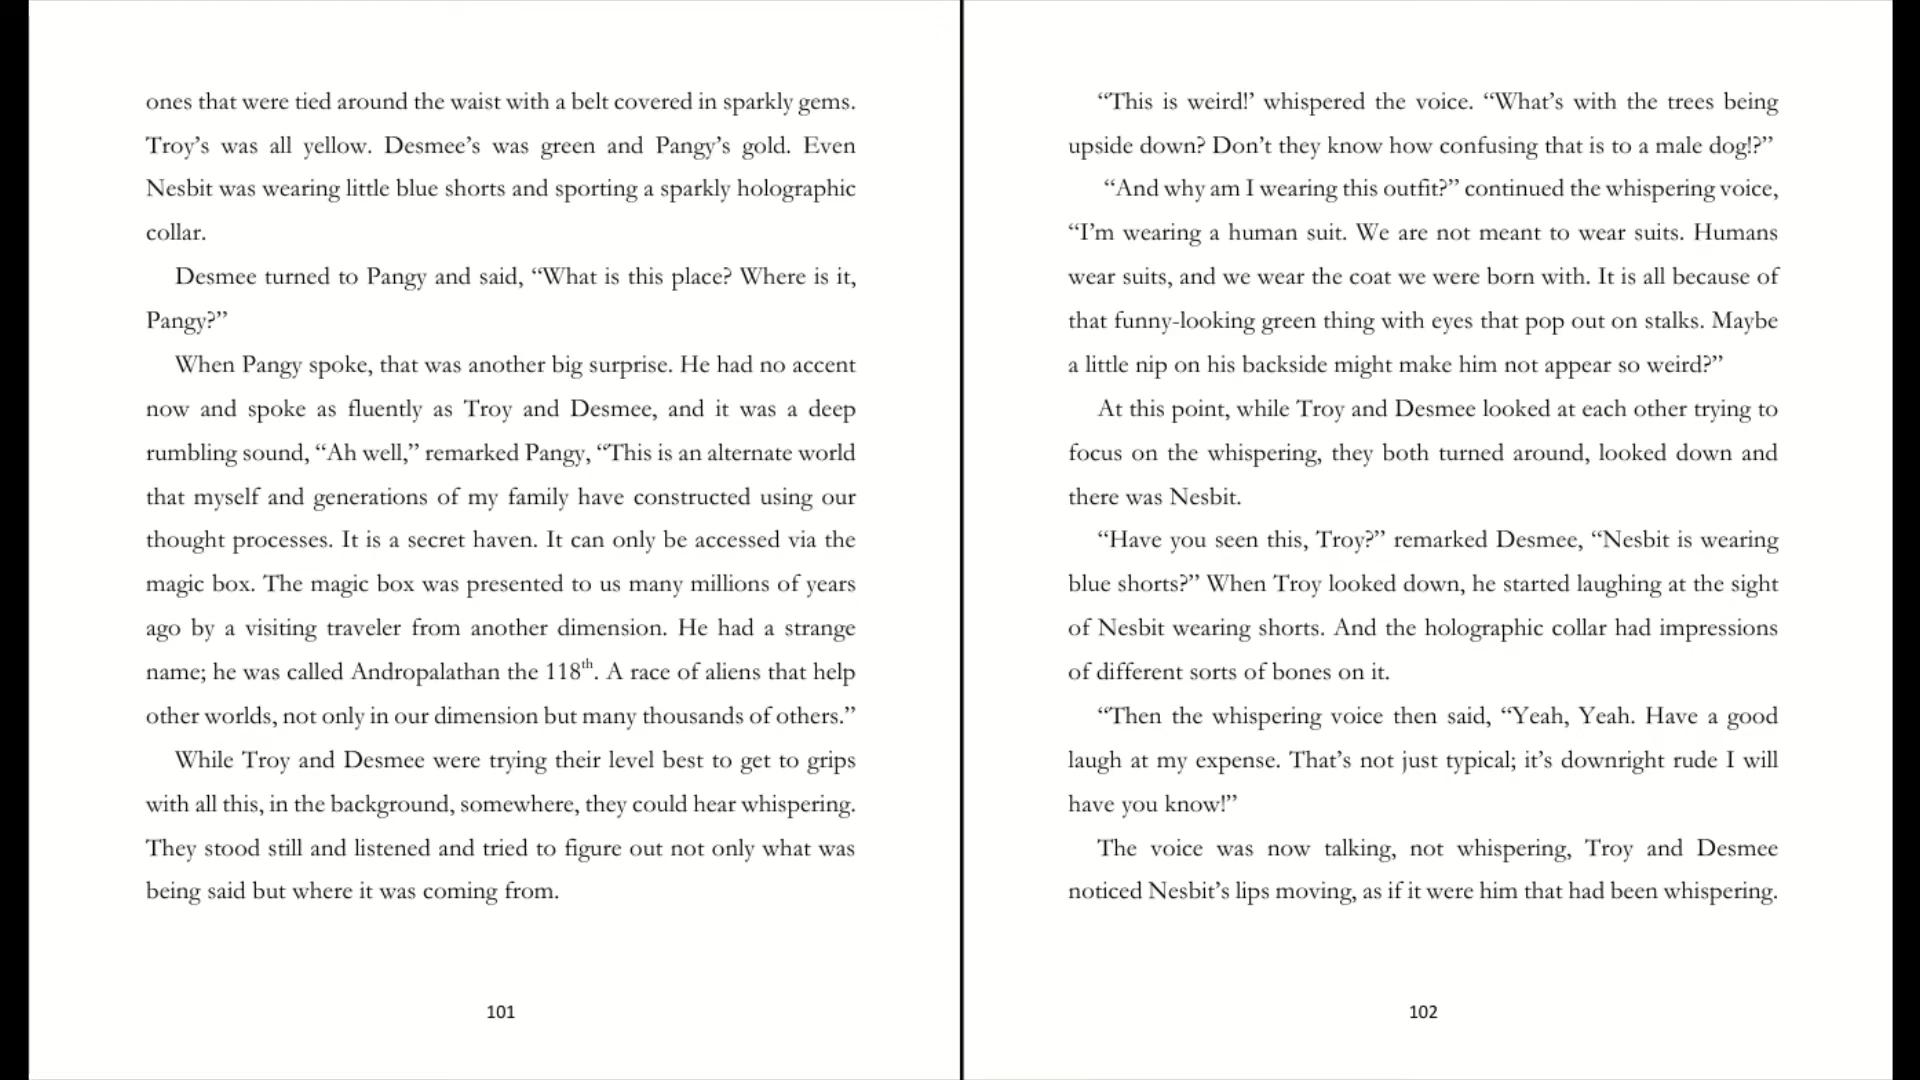 ones that were tied around the waist with a belt covered in sparkly gems.
Troy’s was all yellow. Desmee’s was green and Pangy’s gold. Even
Nesbit was wearing little blue shorts and sporting a sparkly holographic
collar.
Desmee turned to Pangy and said, “What is this place? Where is it,
Pangy?”
When Pangy spoke, that was another big surprise. He had no accent
now and spoke as fluently as Troy and Desmee, and it was a deep
rumbling sound, “Ah well,” remarked Pangy, “This is an alternate world
that myself and generations of my family have constructed using our
thought processes. It is a secret haven. It can only be accessed via the
magic box. The magic box was presented to us many millions of years
ago by a visiting traveler from another dimension. He had a strange
name; he was called Andropalathan the 118th. A race of aliens that help
other worlds, not only in our dimension but many thousands of others.”
While Troy and Desmee were trying their level best to get to grips
with all this, in the background, somewhere, they could hear whispering.
They stood still and listened and tried to figure out not only what was
being said but where it was coming from.
101
“This is weird!’ whispered the voice. “What’s with the trees being
upside down? Don’t they know how confusing that is to a male dog!?”
“And why am I wearing this outfit?” continued the whispering voice,
“I’m wearing a human suit. We are not meant to wear suits. Humans
wear suits, and we wear the coat we were born with. It is all because of
that funny-looking green thing with eyes that pop out on stalks. Maybe
a little nip on his backside might make him not appear so weird?”
At this point, while Troy and Desmee looked at each other trying to
focus on the whispering, they both turned around, looked down and
there was Nesbit.
“Have you seen this, Troy?” remarked Desmee, “Nesbit is wearing
blue shorts?” When Troy looked down, he started laughing at the sight
of Nesbit wearing shorts. And the holographic collar had impressions
of different sorts of bones on it.
“Then the whispering voice then said, “Yeah, Yeah. Have a good
laugh at my expense. That’s not just typical; it’s downright rude I will
have you know!”
The voice was now talking, not whispering, Troy and Desmee
noticed Nesbit’s lips moving, as if it were him that had been whispering.
102